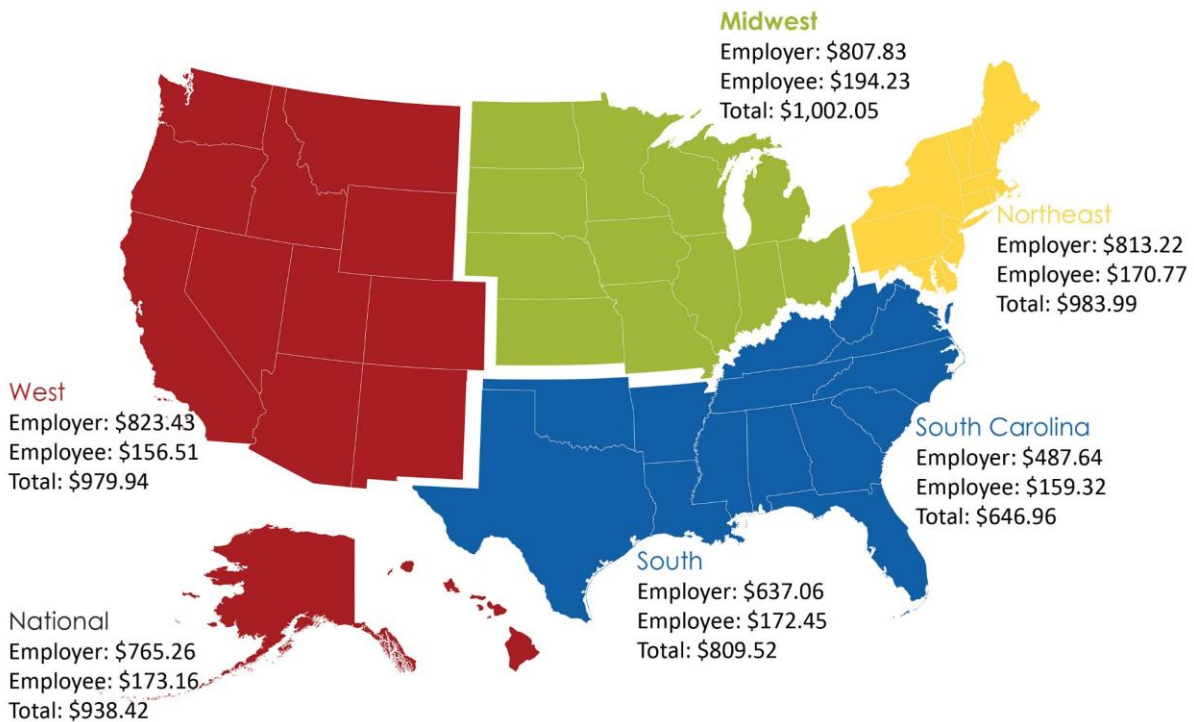 Midwest
Employer: $807.83
Employee: $194.23
Total: $1,002.05
Northeast
Employer: $813.22
Employee: $170.77
Total: $983.99
West
Employer: $823.43
Employee: $156.51
Total: $979.94
South Carolina
Employer: $487.64
Employee: $159.32
Total: $646.96
South
Employer: $637.06
Employee: $172.45
Total: $809.52
National
Employer: $765.26
Employee: $173.16
Total: $938.42